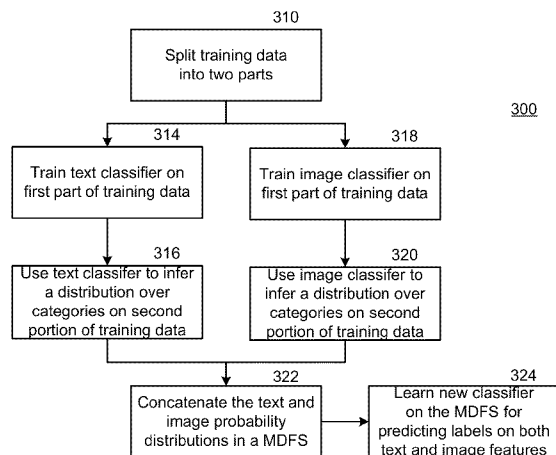 310
Split training data
into two parts
300
314
318
Train text classifier on
first part of training data
Train image classifier on
first part of training data
316
320
Use text classifer to infer
a distribution over
categories on second
portion of training data
Use image classifer to
infer a distribution over
categories on second
portion of training data
322
324
Concatenate the text and
image probability
distributions in a MDFS
Learn new classifier
on the MDFS for
predicting labels on both
text and image features